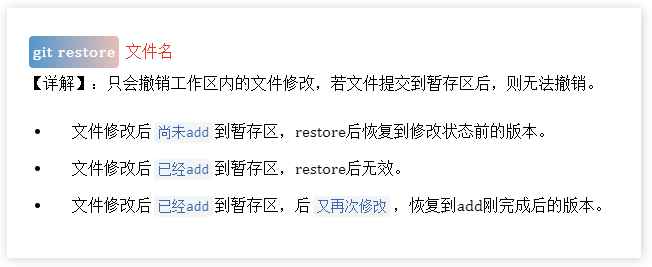 git restore 文件名
【详解】：只会撤销工作区内的文件修改，若文件提交到暂存区后，则无法撤销。
• 文件修改后 尚未add 到暂存区，restore后恢复到修改状态前的版本。
• 文件修改后 已经add 到暂存区，restore后无效。
• 文件修改后 已经add 到暂存区，后 又再次修改 ，恢复到add刚完成后的版本。